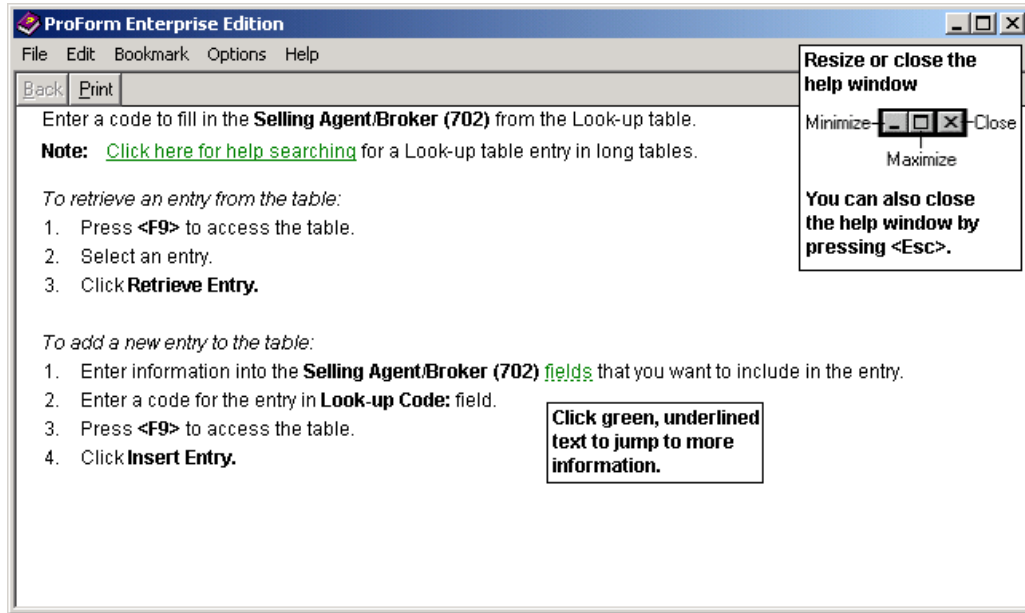 ProForm Enterprise Edition
File Edit Bookmark Options Help
Back Print
Enter a code to fill in the Selling Agent/Broker (702) from the Look-up table.
Note: Click here for help searching for a Look-up table entry in long tables.
To retrieve an entry from the table:
1. Press <F9> to access the table.
2. Select an entry.
3. Click Retrieve Entry.
To add a new entry to the table:
1. Enter information into the Selling Agent/Broker (702) fields that you want to include in the entry.
2. Enter a code for the entry in Look-up Code: field.
3. Press <F9> to access the table.
4. Click Insert Entry.
Resize or close the
help window
Minimize Close
Maximize
You can also close
the help window by
pressing <Esc>.
Click green, underlined
text to jump to more
information.